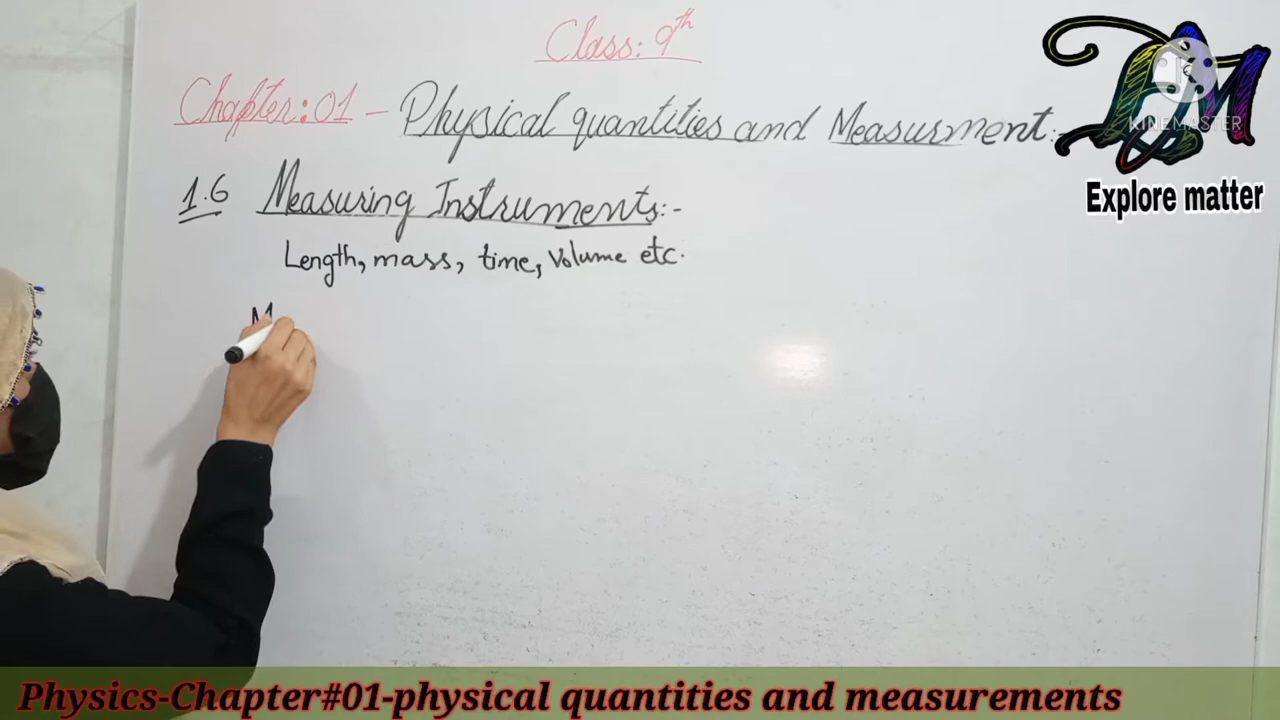 Class: 9th
Chapter: 01 - Physical quantities and Measurment:-
KINEMASTER
Explore matter
1.6 Measuring Instruments:-
Length, mass, time, Volume etc.
M
Physics-Chapter#01-physical quantities and measurements